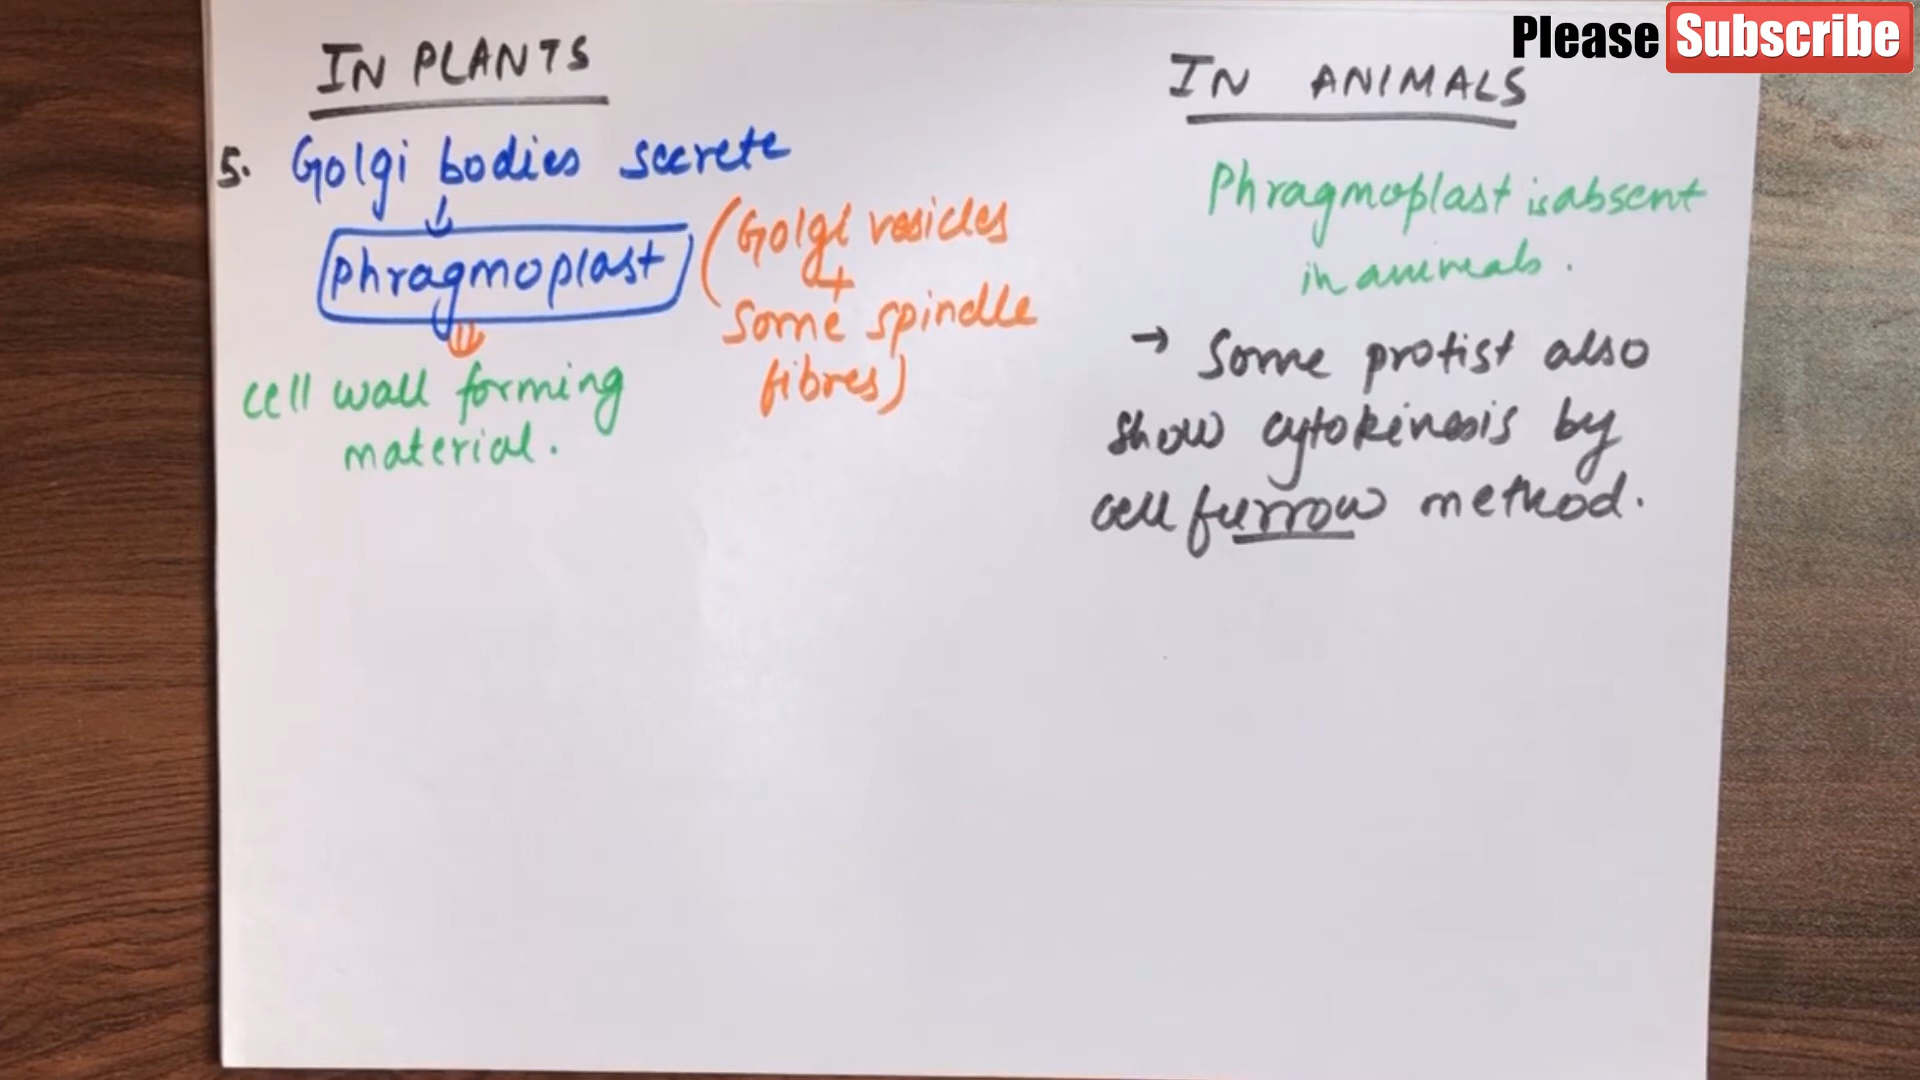 Please Subscribe
IN PLANTS
5. Golgi bodies secrete
phragmoplast
(Golgi vesicles
+
some spindle
fibres)
cell wall forming
material.
IN ANIMALS
Phragmoplast is absent
in animals.
→ Some protist also
show cytokinesis by
cell furrow method.